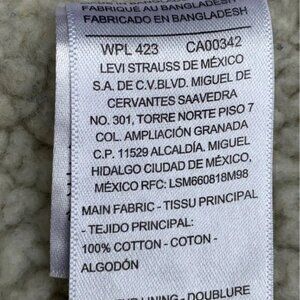 FABRIQUÉ AU BANGLADESH
FABRICADO EN BANGLADESH
WPL 423 CA00342
LEVI STRAUSS DE MÉXICO
S.A. DE C.V.BLVD. MIGUEL DE
CERVANTES SAAVEDRA
NO. 301, TORRE NORTE PISO 7
COL. AMPLIACIÓN GRANADA
C.P. 11529 ALCALDÍA. MIGUEL
HIDALGO CIUDAD DE MÉXICO,
MÉXICO RFC: LSM660818M98
MAIN FABRIC - TISSU PRINCIPAL
- TEJIDO PRINCIPAL:
100% COTTON - COTON -
ALGODÓN
LINING - DOUBLURE